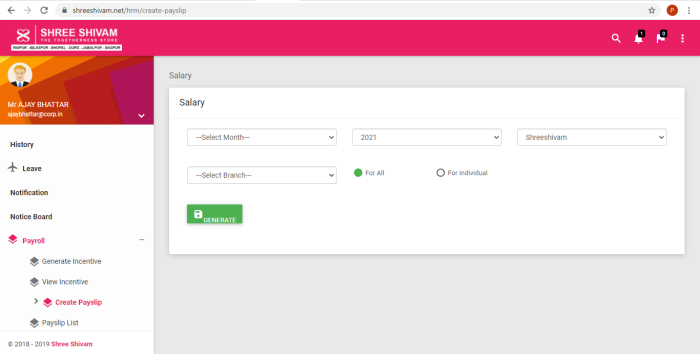 shreeshivam.net/hrm/create-payslip
P
SHREE SHIVAM
THE TOGETHERNESS STORE
RAIPUR - BILASPUR - BHOPAL - DURG - JABALPUR - NAGPUR
1
0
Mr AJAY BHATTAR
ajaybhattar@corp.in
History
Leave
Notification
Notice Board
Payroll
Generate Incentive
View Incentive
Create Payslip
Payslip List
© 2018 - 2019 Shree Shivam
Salary
Salary
---Select Month---
2021
Shreeshivam
---Select Branch---
For All
For Individual
GENERATE